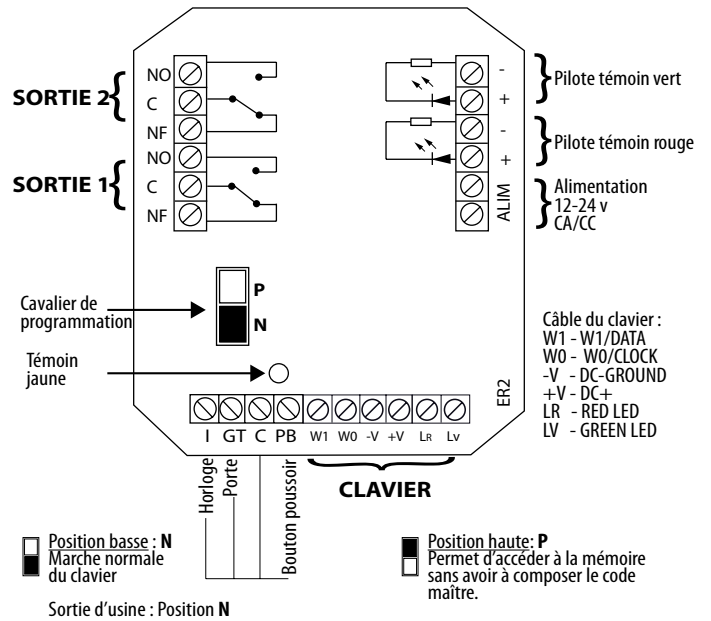 NO
C
NF
SORTIE 2
NO
C
NF
SORTIE 1
-
+
Pilote témoin vert
-
+
Pilote témoin rouge
ALIM
Alimentation
12-24 v
CA/CC
Cavalier de
programmation
P
N
Témoin
jaune
Câble du clavier :
W1 - W1/DATA
W0 - W0/CLOCK
-V - DC-GROUND
+V - DC+
LR - RED LED
LV - GREEN LED
ER2
I GT C PB W1 W0 -V +V LR LV
Horloge
Porte
Bouton poussoir
CLAVIER
Position basse : N
Marche normale
du clavier
Sortie d'usine : Position N
Position haute: P
Permet d'accéder à la mémoire
sans avoir à composer le code
maître.